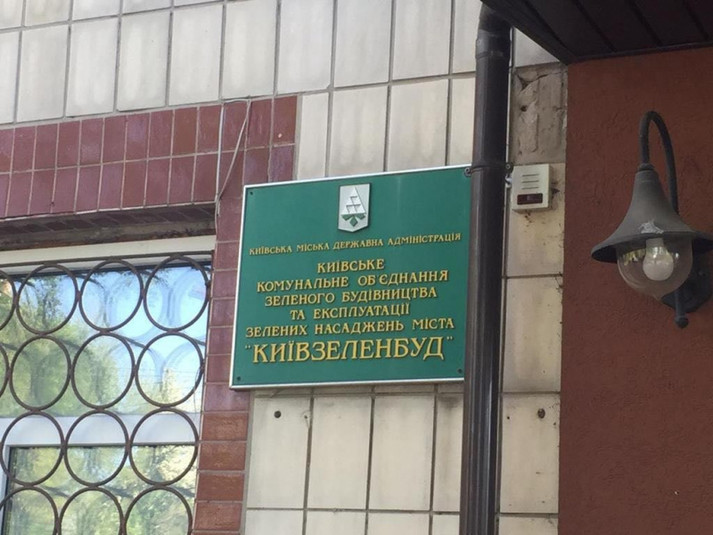 КИЇВСЬКА МІСЬКА ДЕРЖАВНА АДМІНІСТРАЦІЯ
КИЇВСЬКЕ
КОМУНАЛЬНЕ ОБ'ЄДНАННЯ
ЗЕЛЕНОГО БУДІВНИЦТВА
ТА ЕКСПЛУАТАЦІЇ
ЗЕЛЕНИХ НАСАДЖЕНЬ МІСТА
"КИЇВЗЕЛЕНБУД"